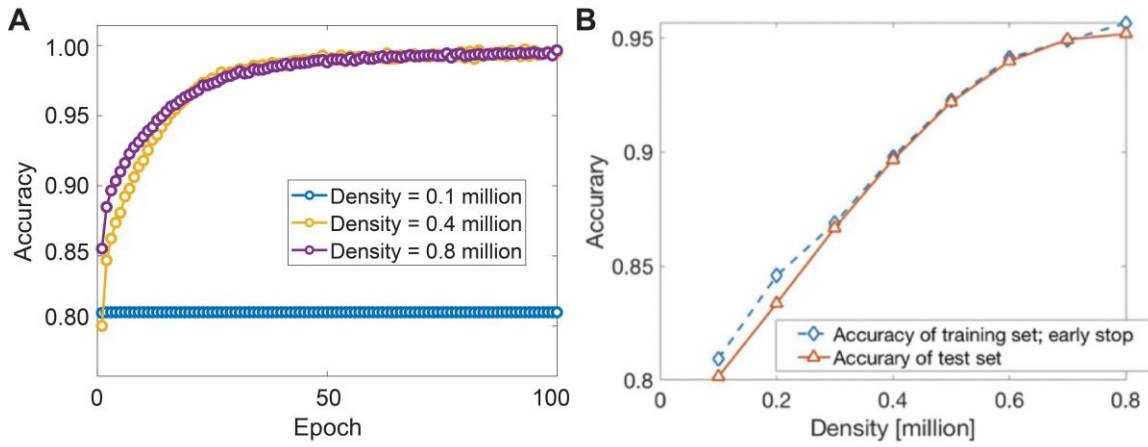 A
1.00
0.95
0.90
0.85
0.80
Accuracy
Density = 0.1 million
Density = 0.4 million
Density = 0.8 million
0
50
100
Epoch
B
0.95
0.9
0.85
0.8
Accurary
Accuracy of training set; early stop
Accurary of test set
0
0.2
0.4
0.6
0.8
Density [million]